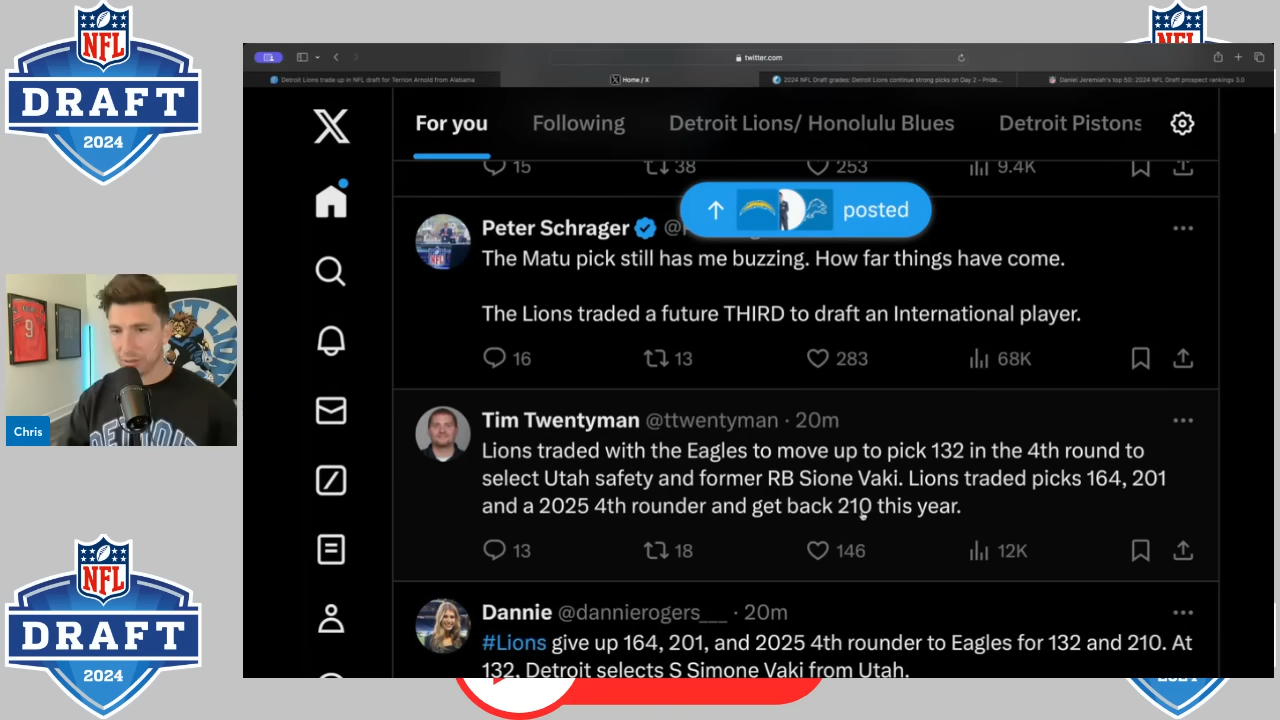 NFL
DRAFT
2024
NFL
twitter.com
Detroit Lions trade up in NFL draft for Terrion Arnold from Alabama
Home / X
2024 NFL Draft grades: Detroit Lions continue strong picks on Day 2 - Pride...
Daniel Jeremiah's top 50: 2024 NFL Draft prospect rankings 3.0
For you
Following
Detroit Lions/ Honolulu Blues
Detroit Pistons
15
38
253
9.4K
posted
Peter Schrager
The Matu pick still has me buzzing. How far things have come.
The Lions traded a future THIRD to draft an International player.
16
13
283
68K
Tim Twentyman @ttwentyman · 20m
Lions traded with the Eagles to move up to pick 132 in the 4th round to
select Utah safety and former RB Sione Vaki. Lions traded picks 164, 201
and a 2025 4th rounder and get back 210 this year.
13
18
146
12K
Dannie @dannierogers___ · 20m
#Lions give up 164, 201, and 2025 4th rounder to Eagles for 132 and 210. At
132, Detroit selects S Simone Vaki from Utah.
9
Chris
NFL
DRAFT
2024